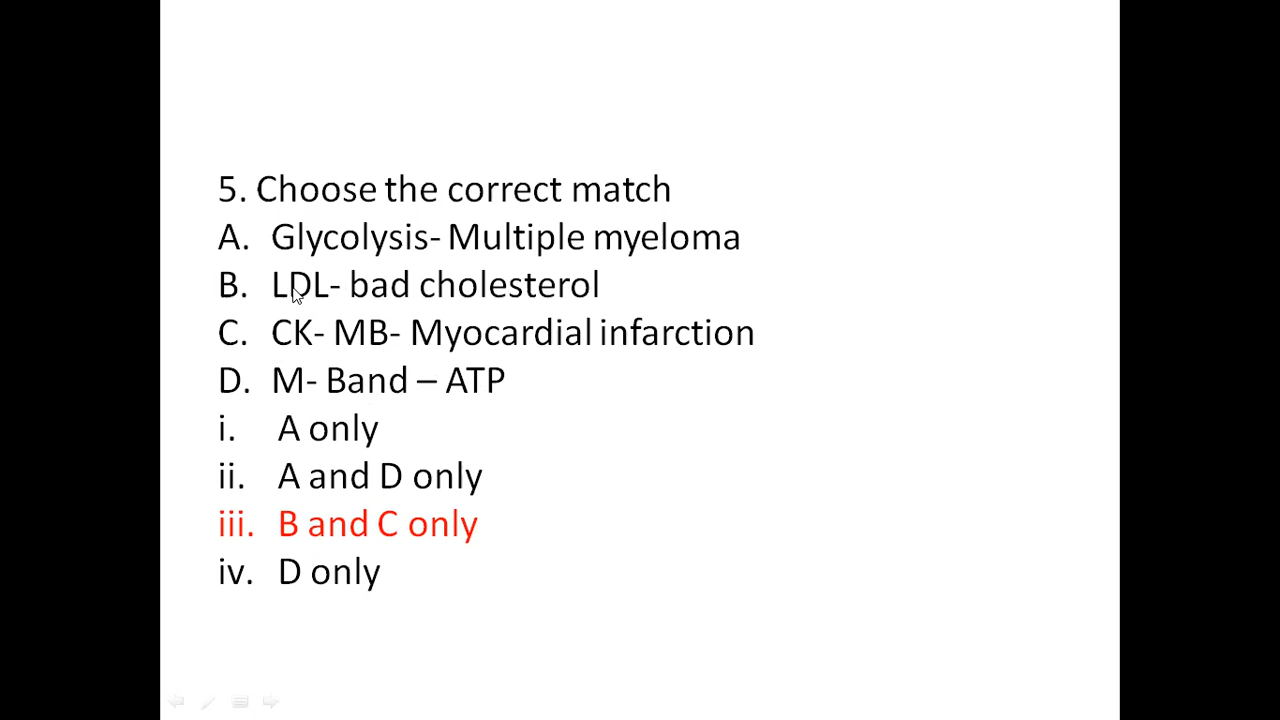 5. Choose the correct match
A. Glycolysis- Multiple myeloma
B. LDL- bad cholesterol
C. CK- MB- Myocardial infarction
D. M- Band – ATP
i. A only
ii. A and D only
iii. B and C only
iv. D only